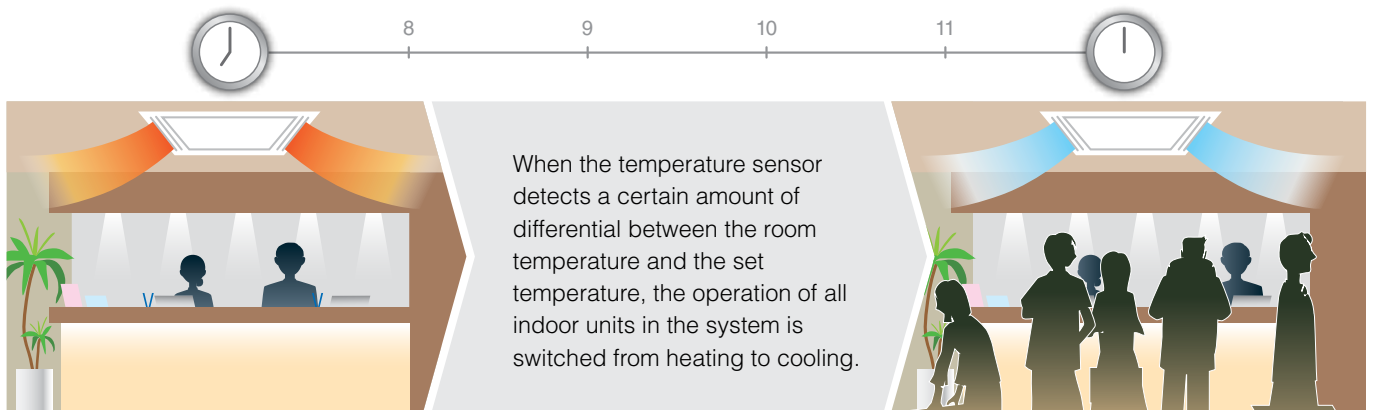 8 9 10 11
When the temperature sensor
detects a certain amount of
differential between the room
temperature and the set
temperature, the operation of all
indoor units in the system is
switched from heating to cooling.